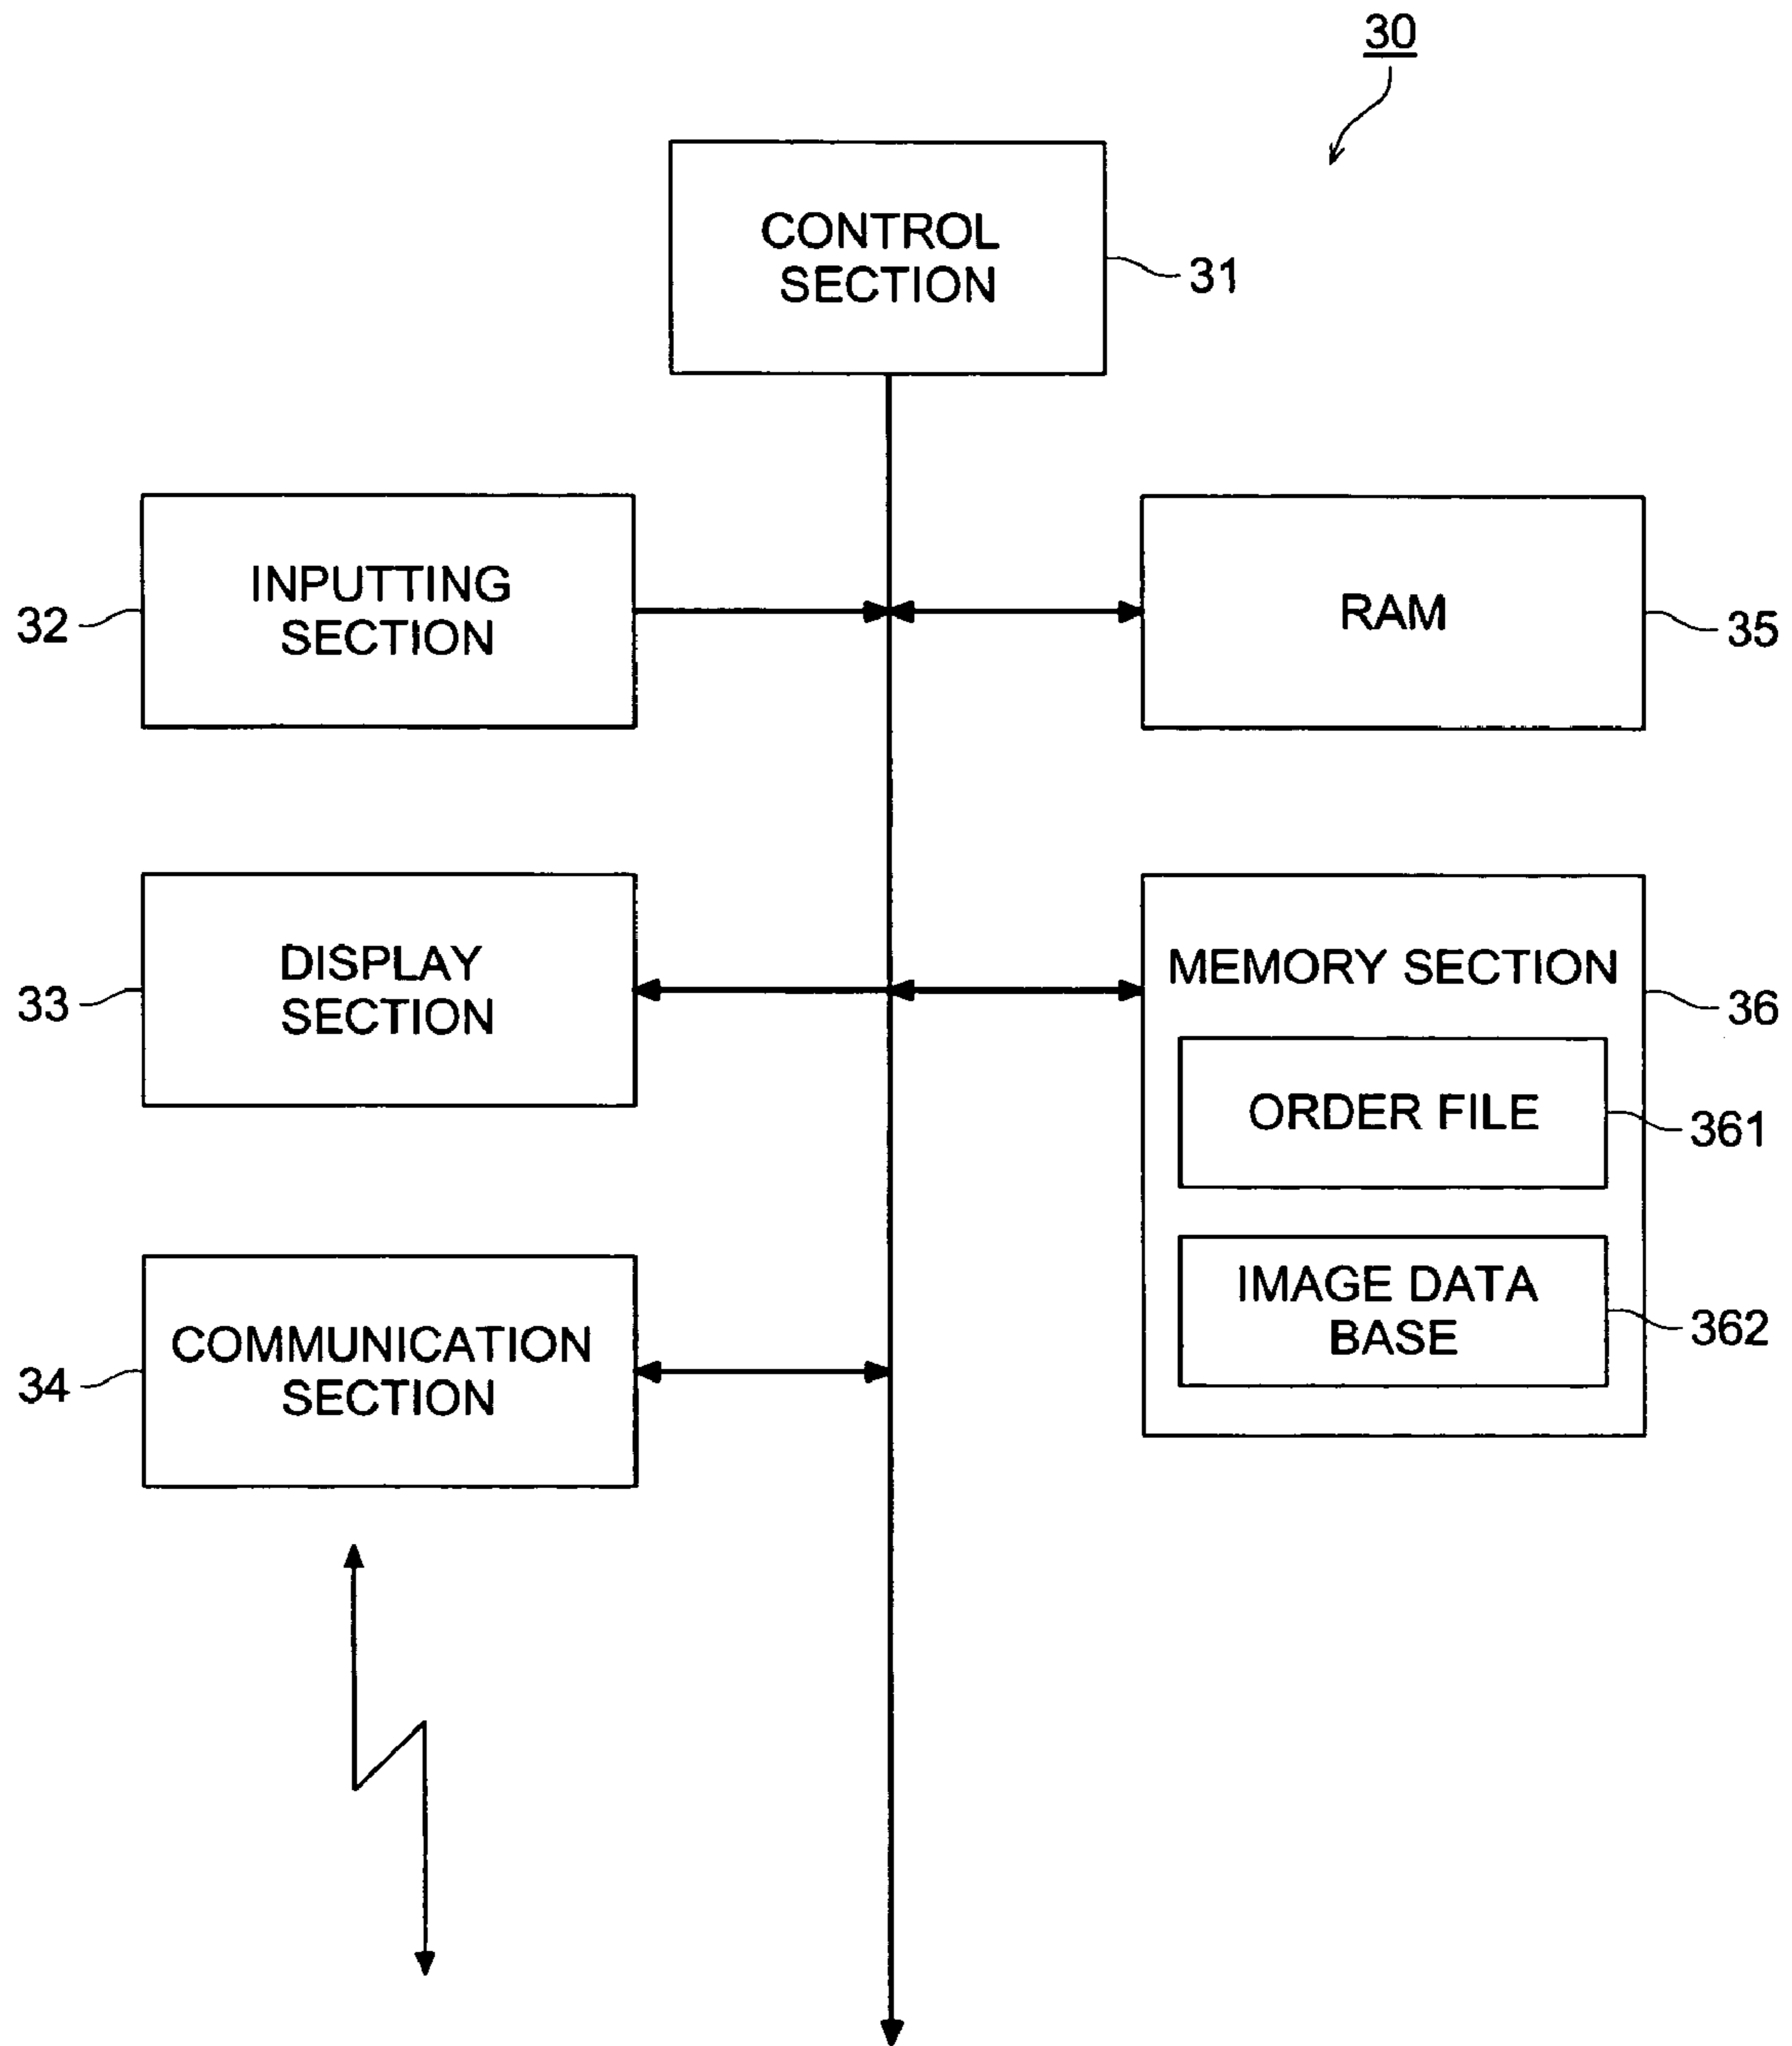 30
CONTROL
SECTION
31
INPUTTING
SECTION
32
RAM
35
DISPLAY
SECTION
33
MEMORY SECTION
36
ORDER FILE
361
IMAGE DATA
BASE
362
COMMUNICATION
SECTION
34